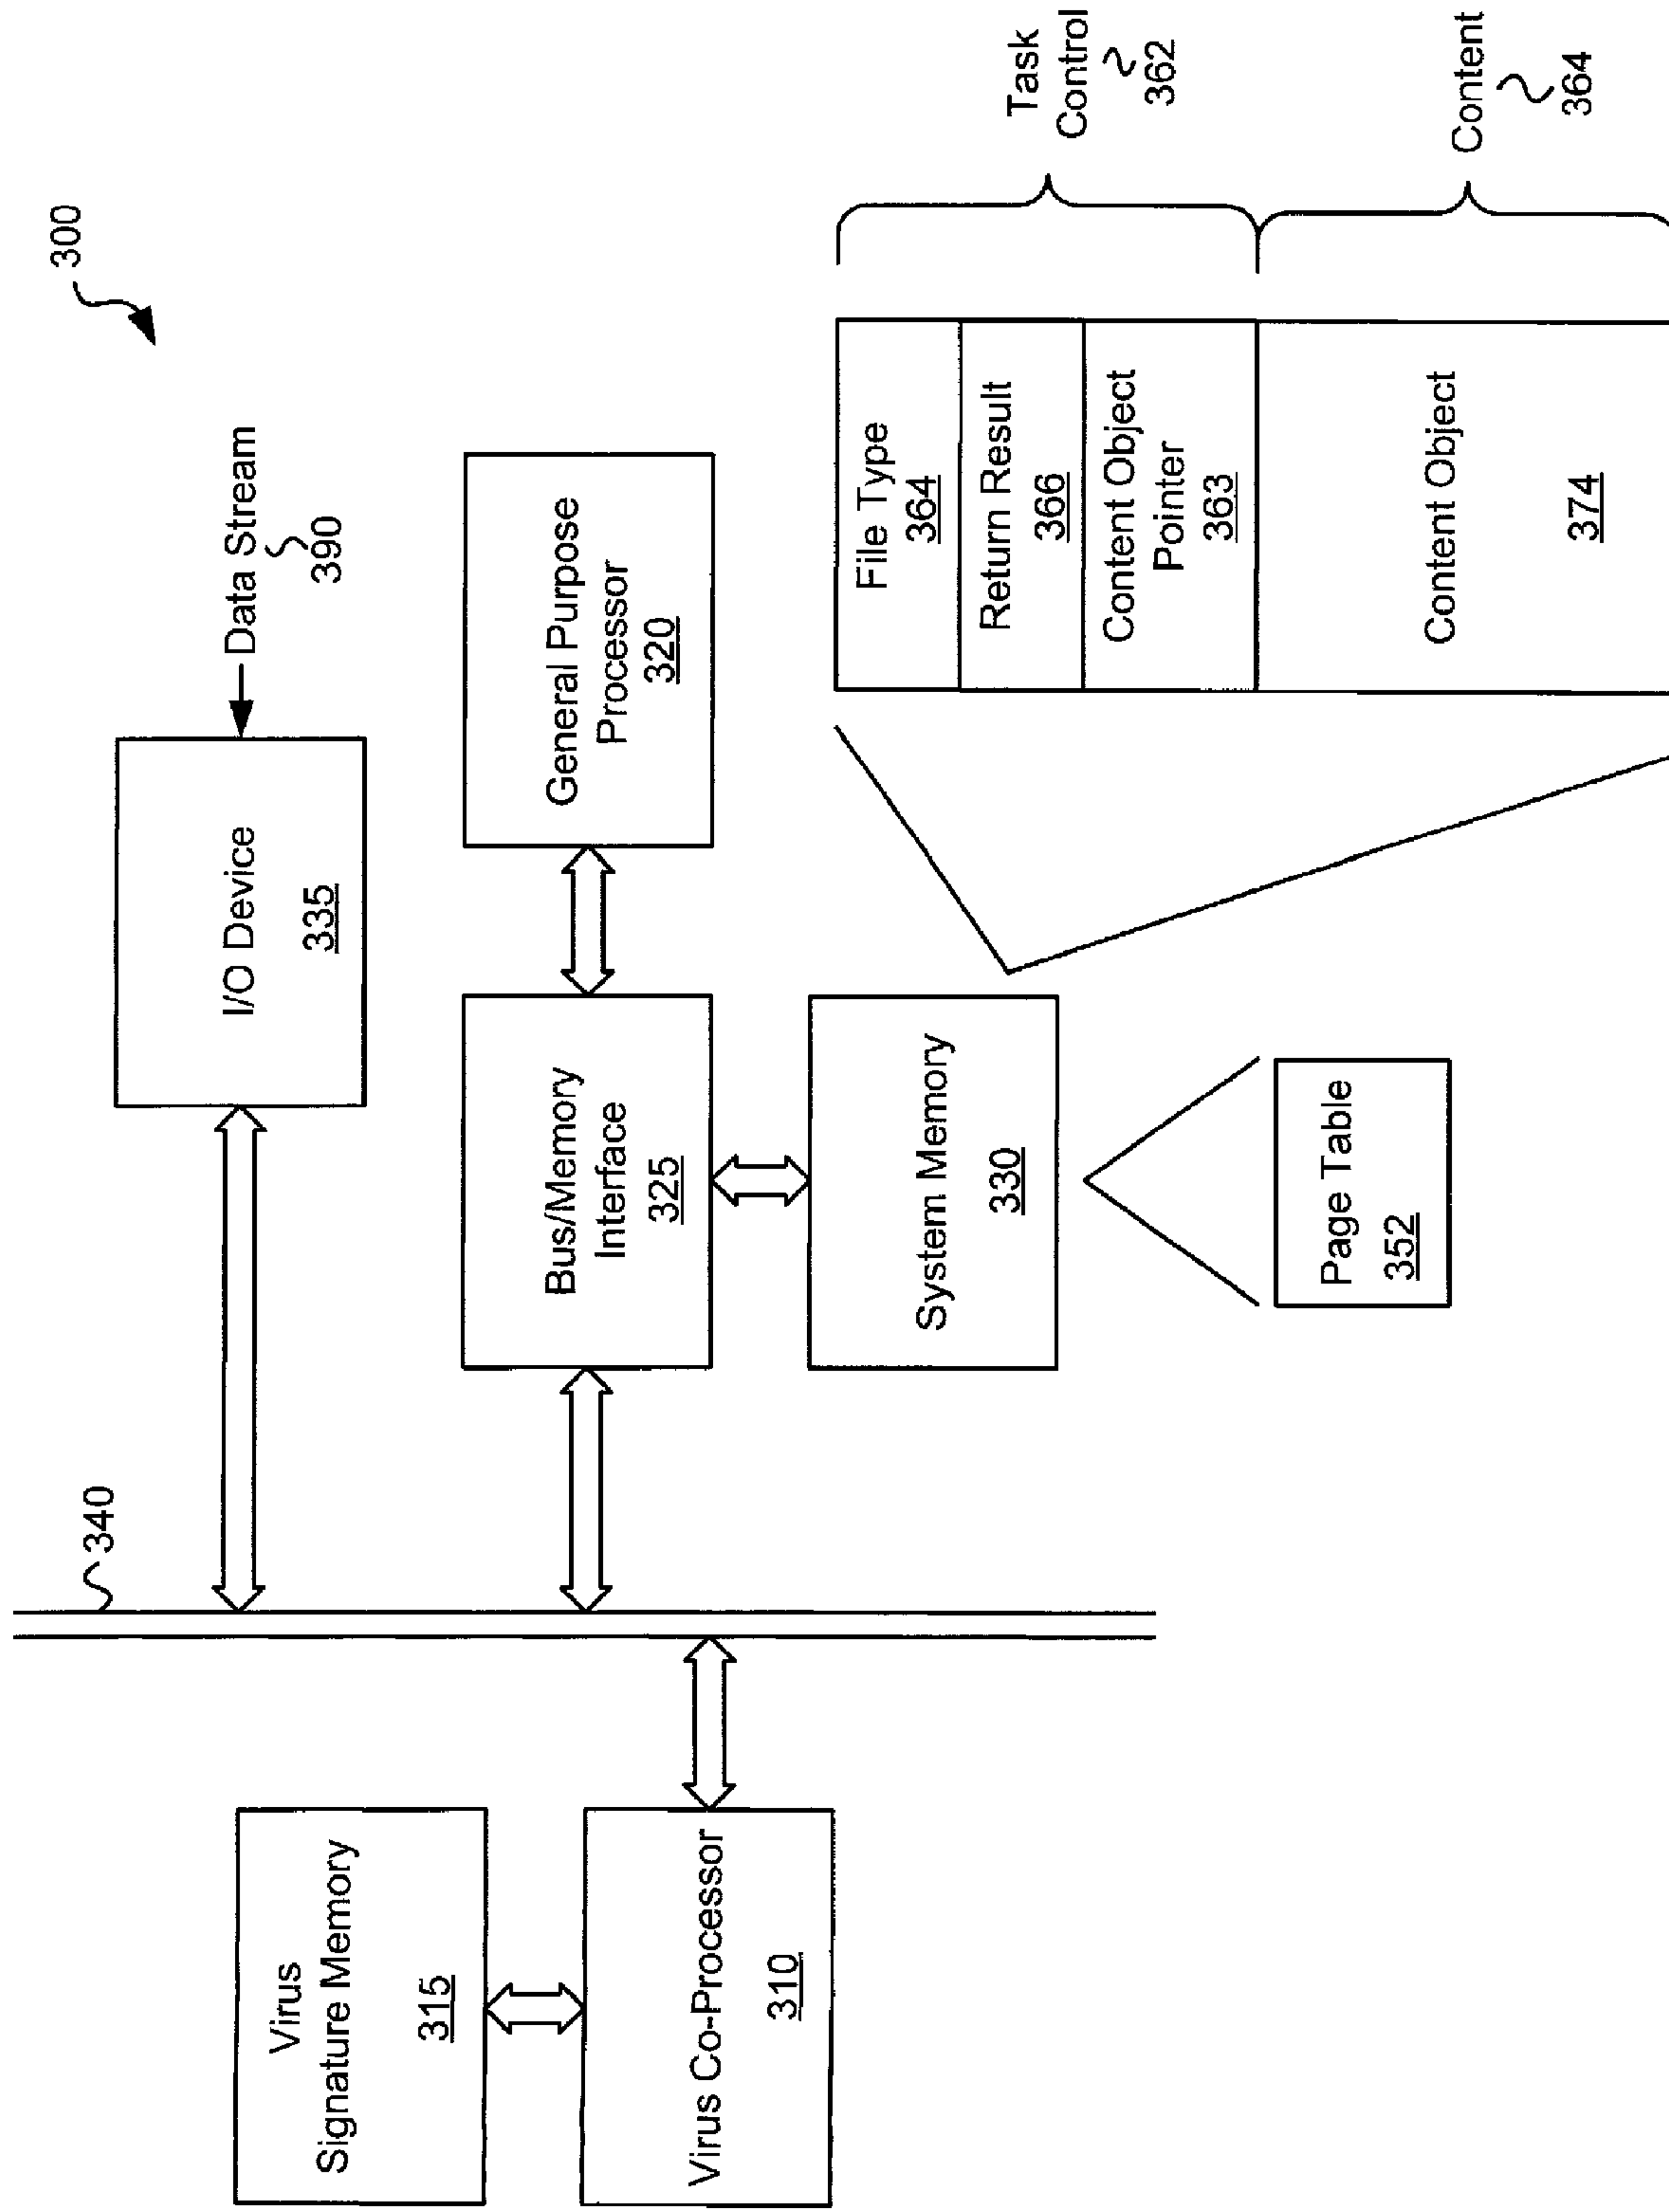 300
340
Data Stream
390
I/O Device
335
Virus
Signature Memory
315
Bus/Memory
Interface
325
General Purpose
Processor
320
Virus Co-Processor
310
System Memory
330
Page Table
352
File Type
364
Return Result
366
Content Object
Pointer
363
Content Object
374
Task
Control
362
Content
364